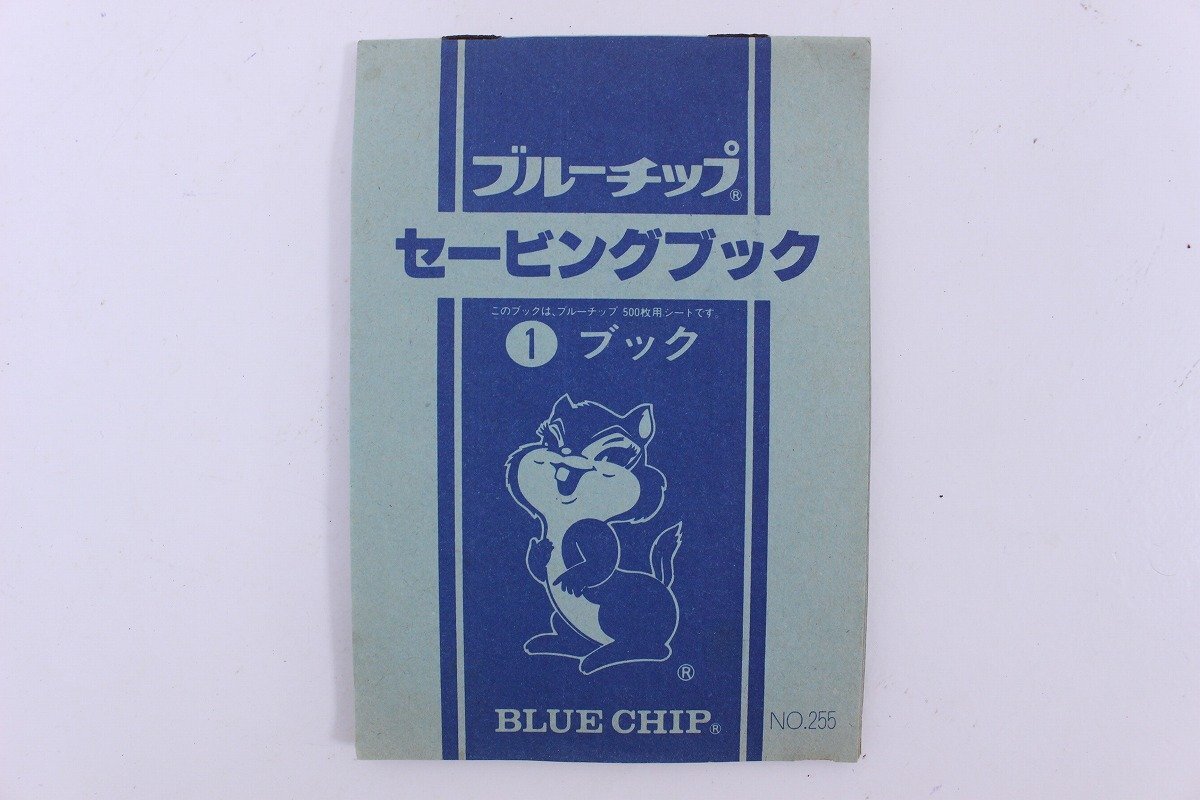 ブルーチップ®
セービングブック
このブックは、ブルーチップ 500枚用シートです。
① ブック
®
BLUE CHIP®
NO.255